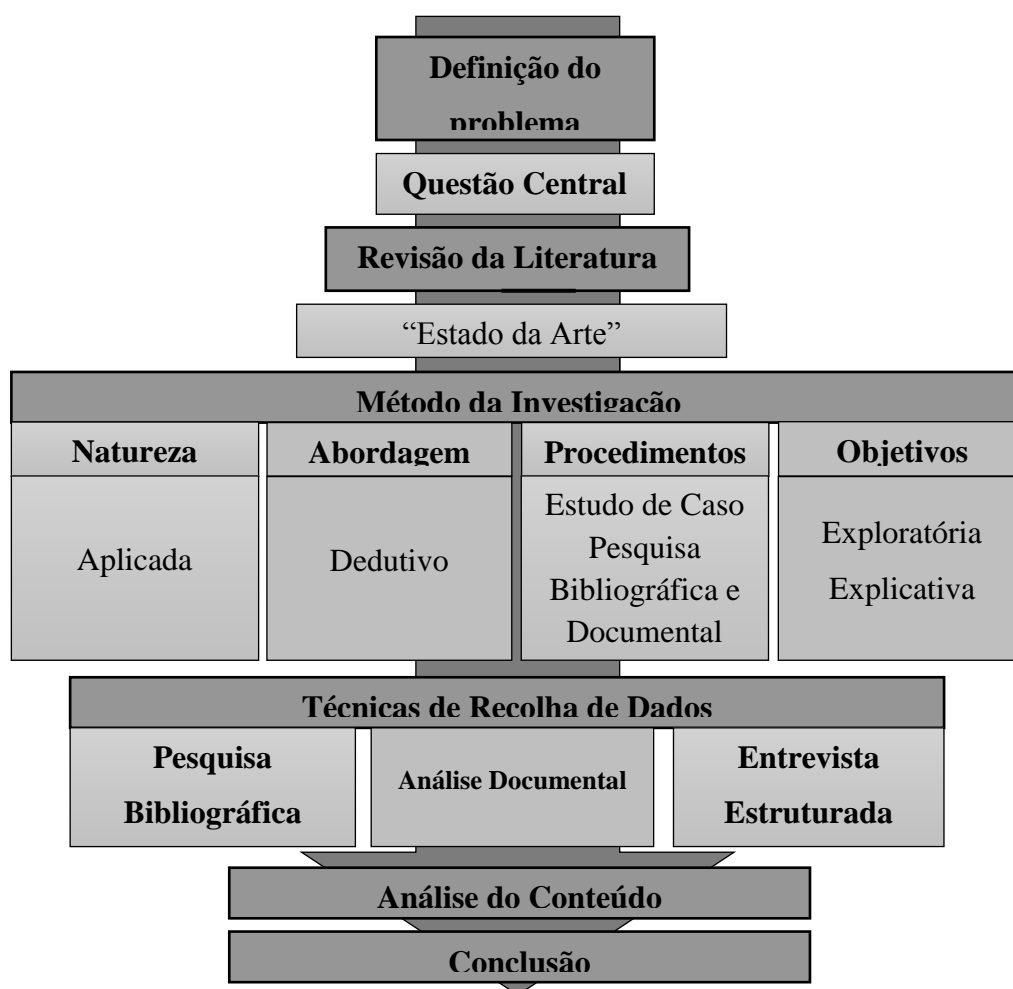 Definição do
problema
Questão Central
Revisão da Literatura
“Estado da Arte”
Método da Investigação
Natureza
Abordagem
Procedimentos
Objetivos
Aplicada
Dedutivo
Estudo de Caso
Pesquisa
Bibliográfica e
Documental
Exploratória
Explicativa
Técnicas de Recolha de Dados
Pesquisa
Bibliográfica
Análise Documental
Entrevista
Estruturada
Análise do Conteúdo
Conclusão